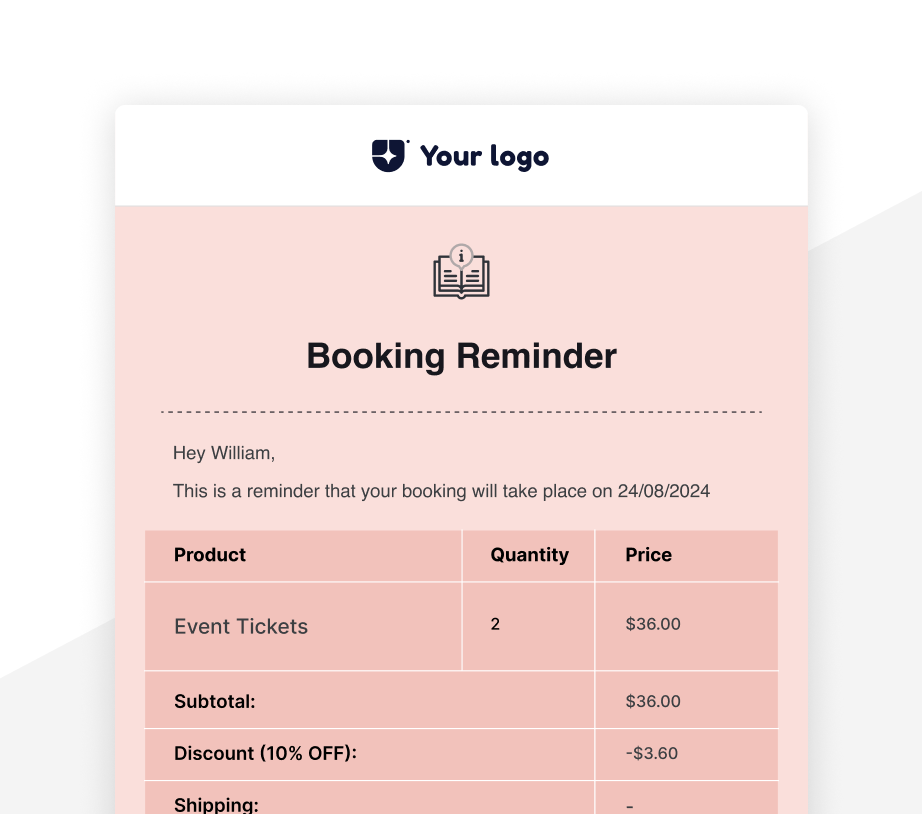 Your logo
i
Booking Reminder
Hey William,
This is a reminder that your booking will take place on 24/08/2024
Product Quantity Price
Event Tickets 2 $36.00
Subtotal: $36.00
Discount (10% OFF): -$3.60
Shipping: -